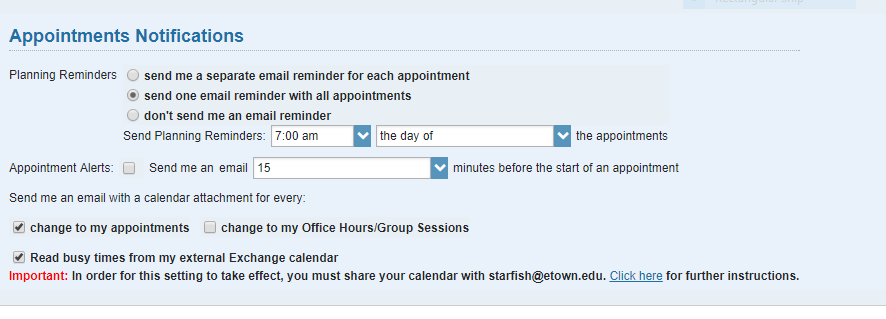 Appointments Notifications
Planning Reminders send me a separate email reminder for each appointment
send one email reminder with all appointments
don't send me an email reminder
Send Planning Reminders: 7:00 am the day of the appointments
Appointment Alerts: Send me an email 15 minutes before the start of an appointment
Send me an email with a calendar attachment for every:
change to my appointments change to my Office Hours/Group Sessions
Read busy times from my external Exchange calendar
Important: In order for this setting to take effect, you must share your calendar with starfish@etown.edu. Click here for further instructions.